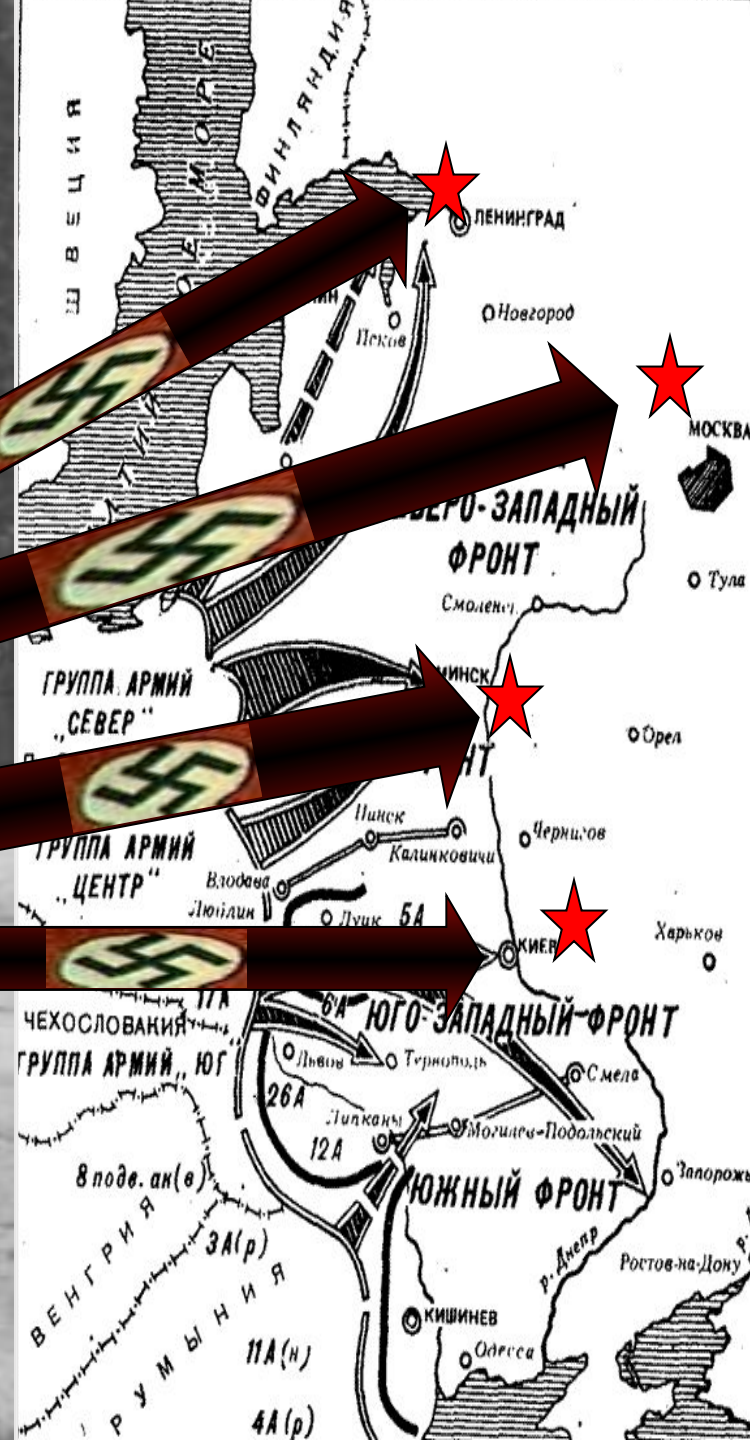 ШВЕЦИЯ
ФИНЛЯНДИЯ
МОРЕ
ЛЕНИНГРАД
Новгород
Псков
МОСКВА
ЗАПАДНЫЙ
ФРОНТ
Тула
Смоленск
МИНСК
ГРУППА АРМИЙ
„СЕВЕР"
Орел
Пинск
Чернигов
Калинковичи
ГРУППА АРМИЙ
„ЦЕНТР"
Влодава
Люблин
Луцк
5А
Харьков
КИЕВ
17А
6А
ЧЕХОСЛОВАКИЯ
ЮГО-ЗАПАДНЫЙ ФРОНТ
ГРУППА АРМИЙ „ЮГ"
Львов
Тернополь
Смела
26А
Липканы
Могилев-Подольский
12А
8 подв. ак(в)
Запорожь
ЮЖНЫЙ ФРОНТ
3А(р)
ВЕНГРИЯ
р. Днепр
Ростов-на-Дону
РУМЫНИЯ
КИШИНЕВ
11А(н)
Одесса
4А(р)